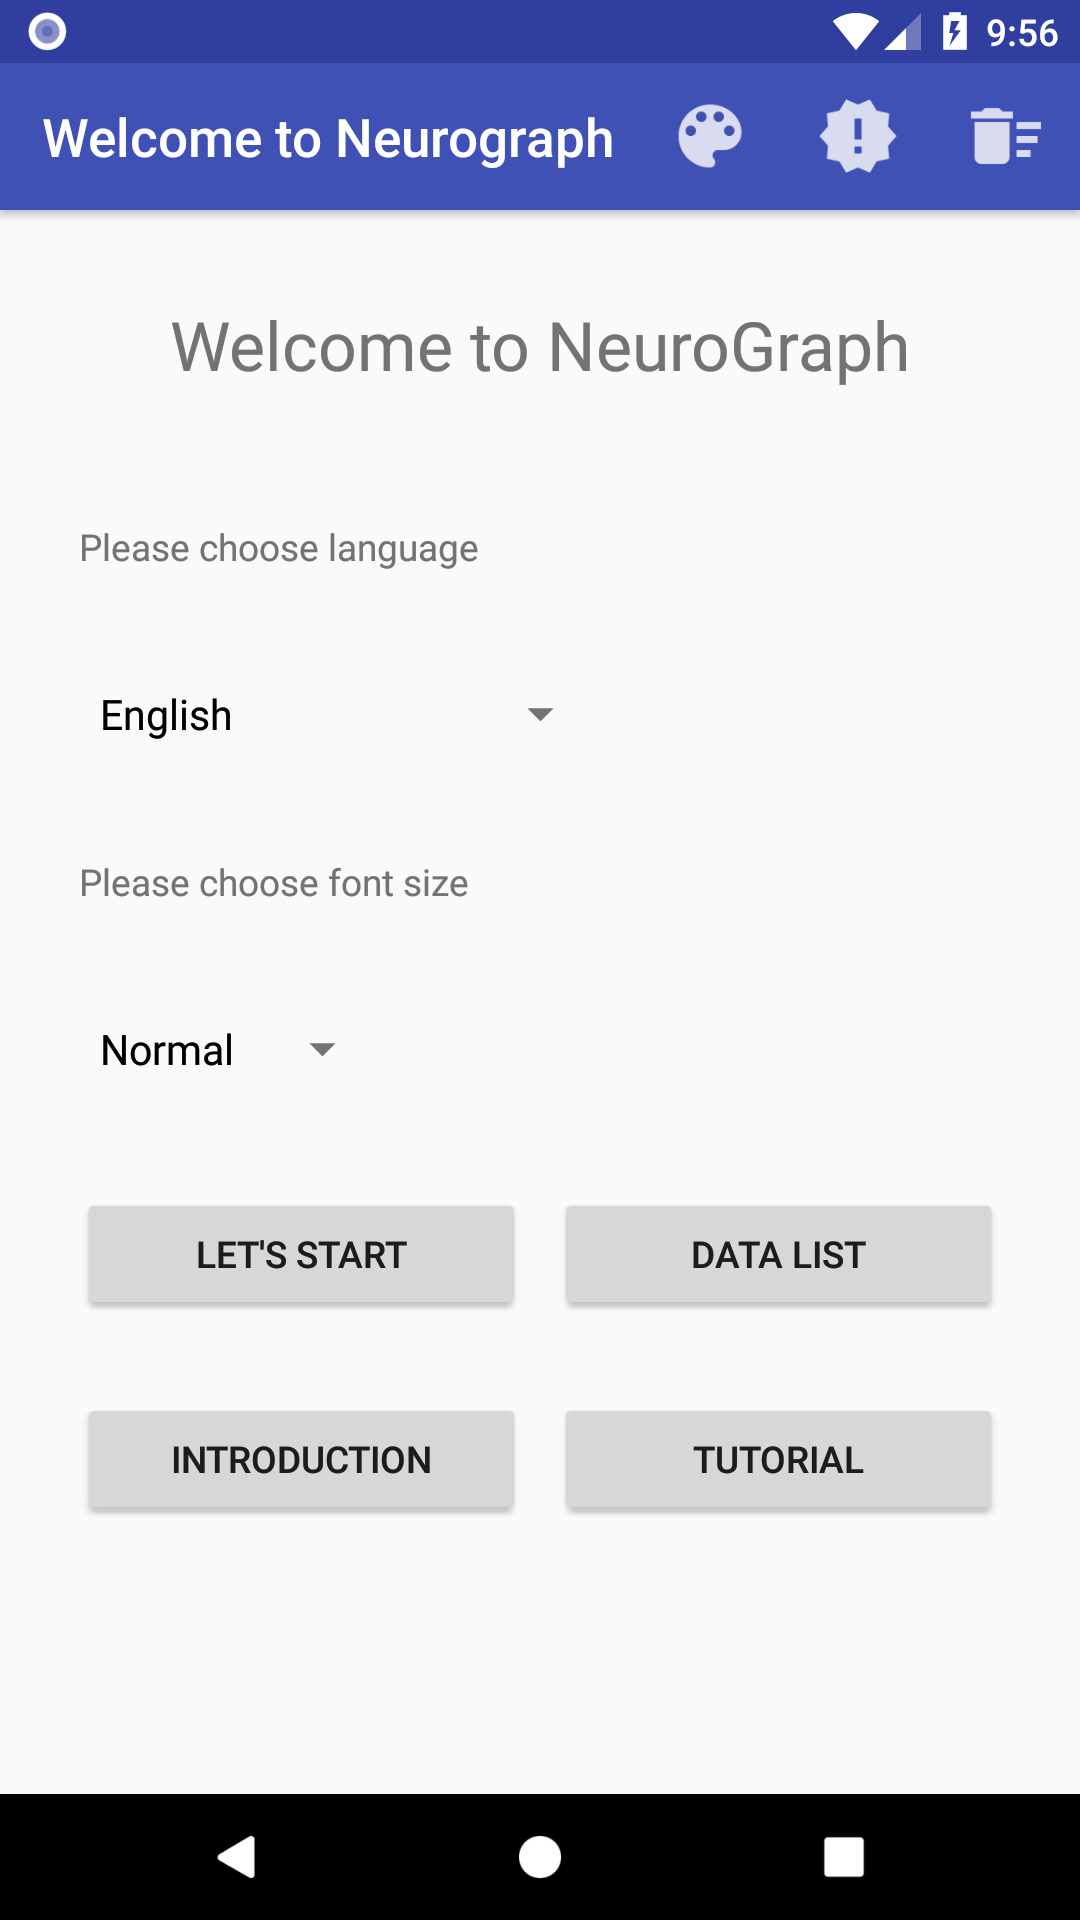 9:56
Welcome to Neurograph
Welcome to NeuroGraph
Please choose language
English
Please choose font size
Normal
LET'S START
DATA LIST
INTRODUCTION
TUTORIAL